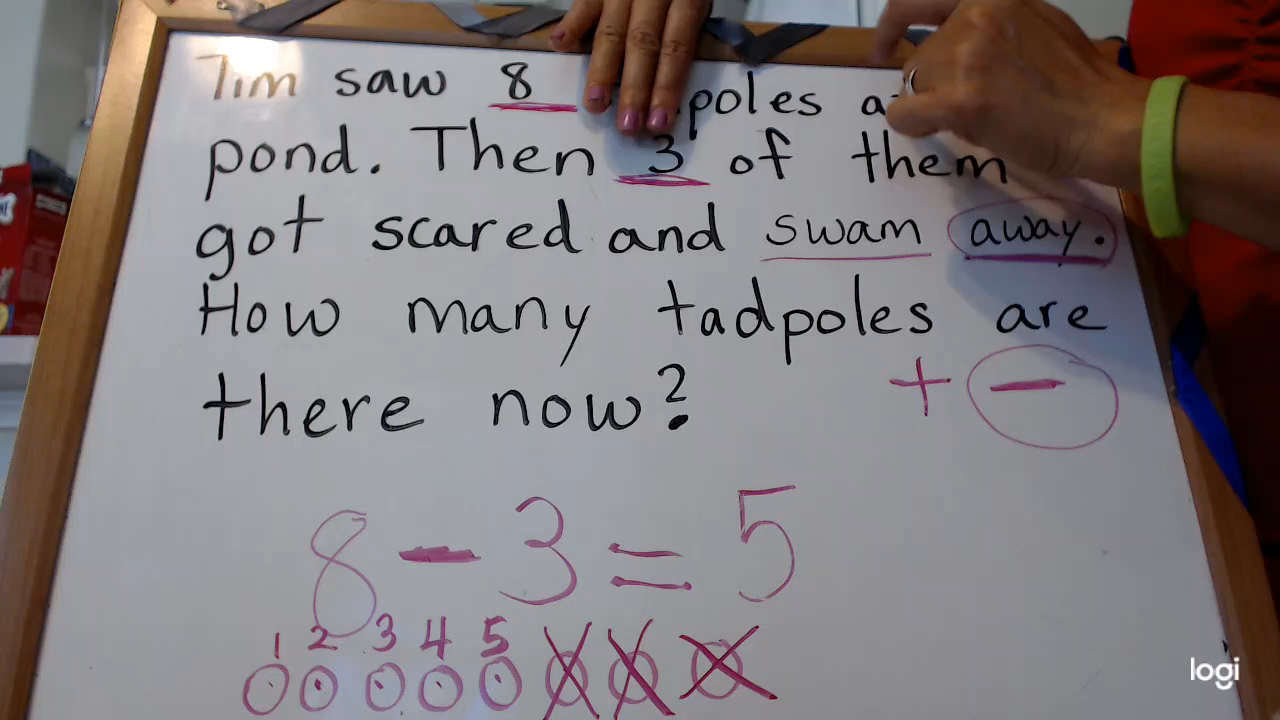 Tim saw 8 poles
pond. Then 3 of them
got scared and swam away.
How many tadpoles are
there now?
+ −
8 − 3 = 5
1 2 3 4 5
logi